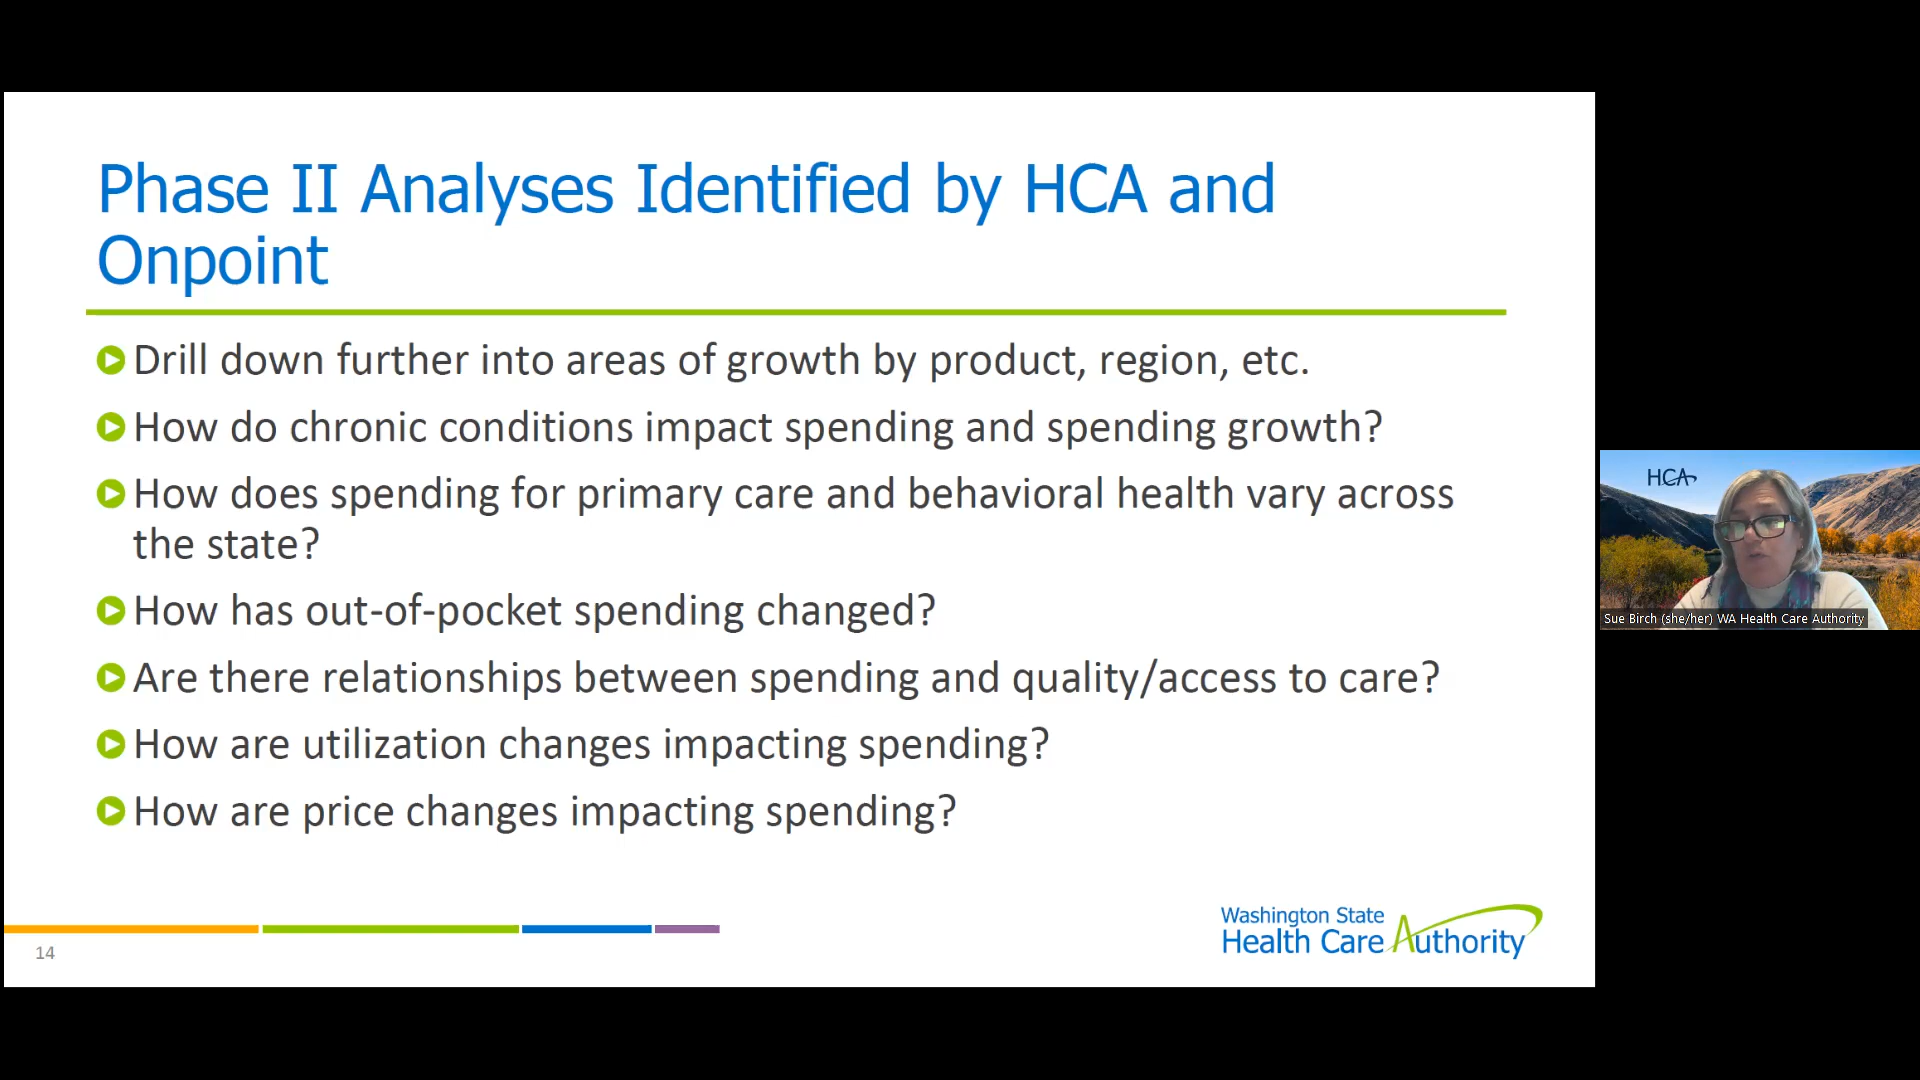 Phase II Analyses Identified by HCA and
Onpoint
Drill down further into areas of growth by product, region, etc.
How do chronic conditions impact spending and spending growth?
How does spending for primary care and behavioral health vary across
the state?
How has out-of-pocket spending changed?
Are there relationships between spending and quality/access to care?
How are utilization changes impacting spending?
How are price changes impacting spending?
14
Washington State
Health Care Authority
HCA
Sue Birch (she/her) WA Health Care Authority